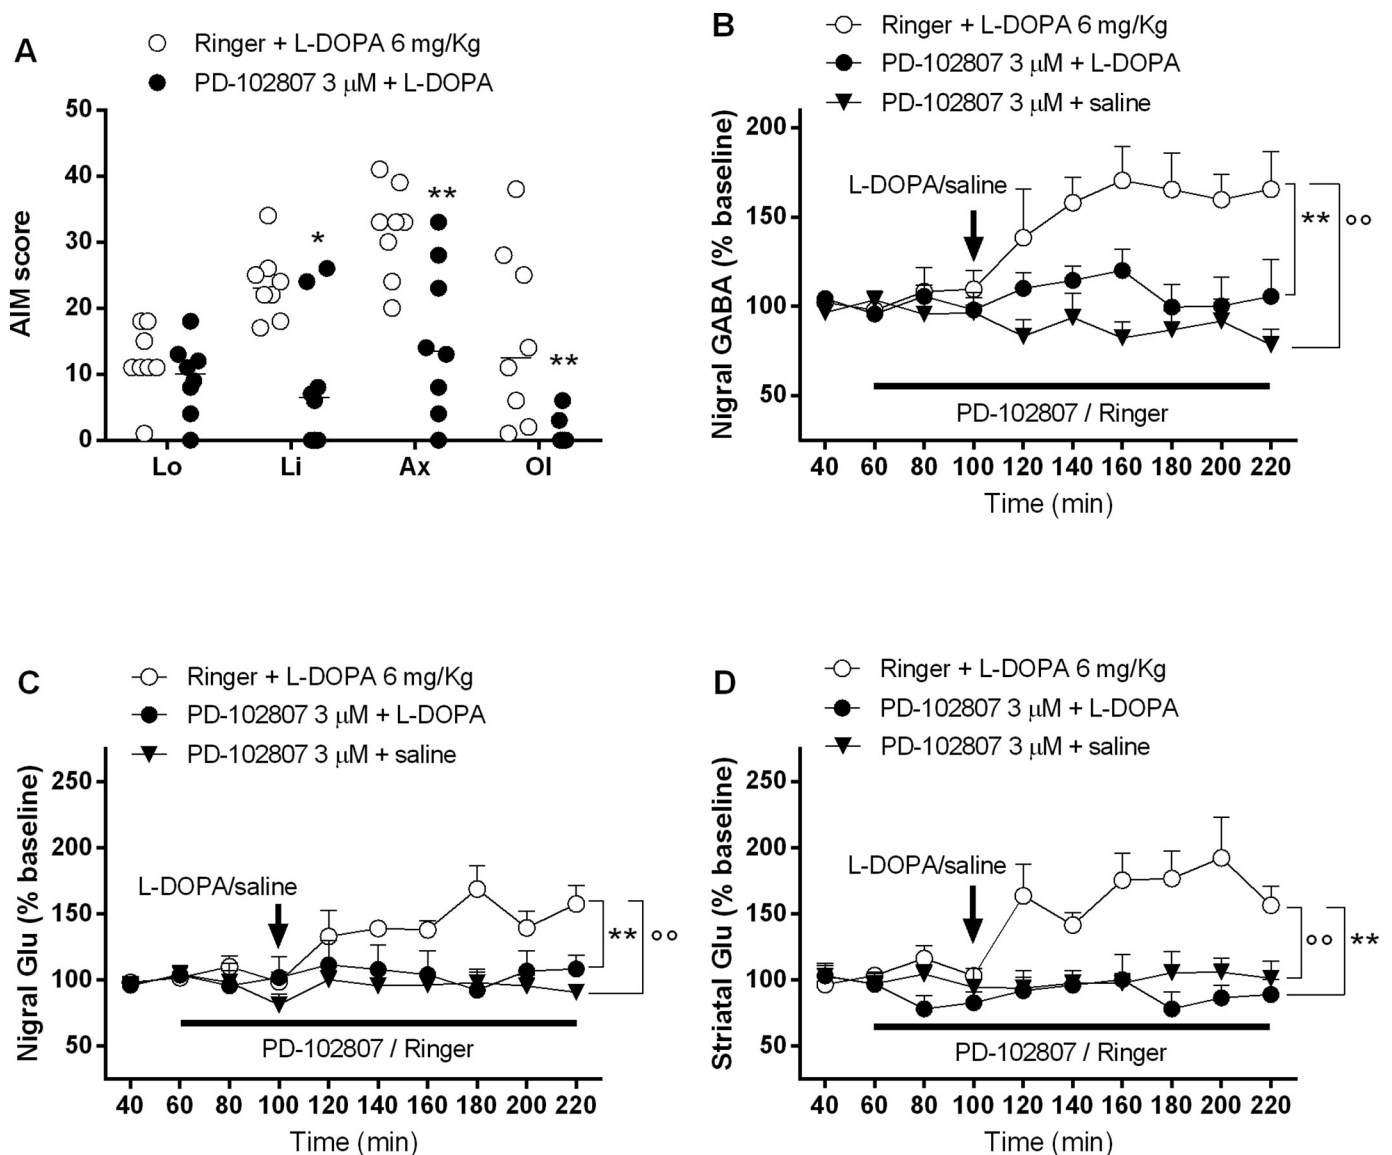 A
Ringer + L-DOPA 6 mg/Kg
PD-102807 3 μM + L-DOPA
AIM score
50
40
30
20
10
0
*
**
**
Lo Li Ax Ol
B
Ringer + L-DOPA 6 mg/Kg
PD-102807 3 μM + L-DOPA
PD-102807 3 μM + saline
Nigral GABA (% baseline)
200
150
100
50
L-DOPA/saline
** °°
PD-102807 / Ringer
40 60 80 100 120 140 160 180 200 220
Time (min)
C
Ringer + L-DOPA 6 mg/Kg
PD-102807 3 μM + L-DOPA
PD-102807 3 μM + saline
Nigral Glu (% baseline)
250
200
150
100
50
L-DOPA/saline
** °°
PD-102807 / Ringer
40 60 80 100 120 140 160 180 200 220
Time (min)
D
Ringer + L-DOPA 6 mg/Kg
PD-102807 3 μM + L-DOPA
PD-102807 3 μM + saline
Striatal Glu (% baseline)
250
200
150
100
50
L-DOPA/saline
°° **
PD-102807 / Ringer
40 60 80 100 120 140 160 180 200 220
Time (min)